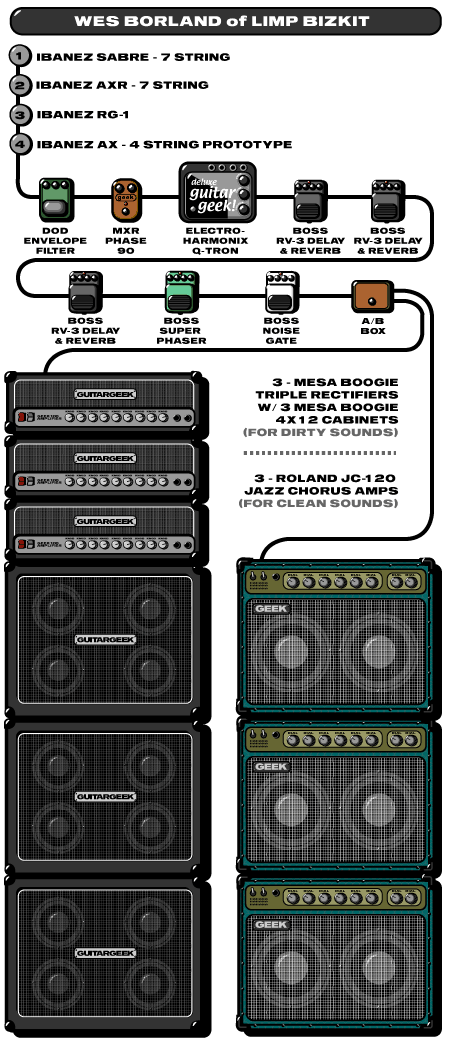 WES BORLAND of LIMP BIZKIT
1 IBANEZ SABRE - 7 STRING
2 IBANEZ AXR - 7 STRING
3 IBANEZ RG-1
4 IBANEZ AX - 4 STRING PROTOTYPE
geek
deluxe
guitar
geek!
DOD
ENVELOPE
FILTER
MXR
PHASE
90
ELECTRO-
HARMONIX
Q-TRON
BOSS
RV-3 DELAY
& REVERB
BOSS
RV-3 DELAY
& REVERB
BOSS
RV-3 DELAY
& REVERB
BOSS
SUPER
PHASER
BOSS
NOISE
GATE
A/B
BOX
3 - MESA BOOGIE
TRIPLE RECTIFIERS
W/ 3 MESA BOOGIE
4X12 CABINETS
(FOR DIRTY SOUNDS)
3 - ROLAND JC-120
JAZZ CHORUS AMPS
(FOR CLEAN SOUNDS)
GUITARGEEK
GUITARGEEK
GUITARGEEK
GUITARGEEK
GUITARGEEK
GUITARGEEK
GEEK
GEEK
GEEK